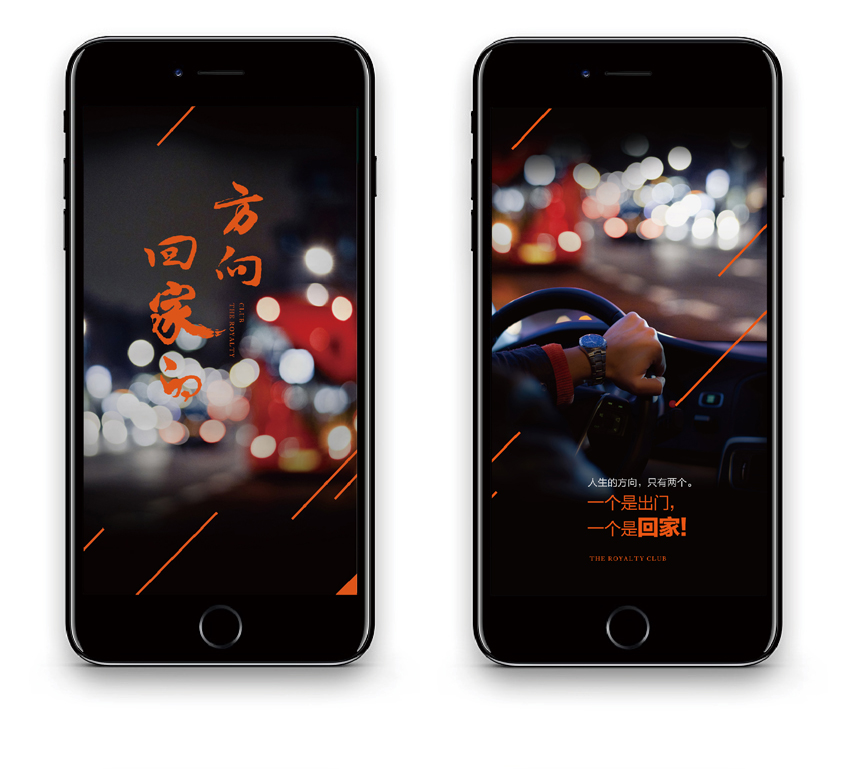 回家的
方向
THE ROYALTY
CLUB
人生的方向，只有两个。
一个是出门，
一个是回家!
THE ROYALTY CLUB